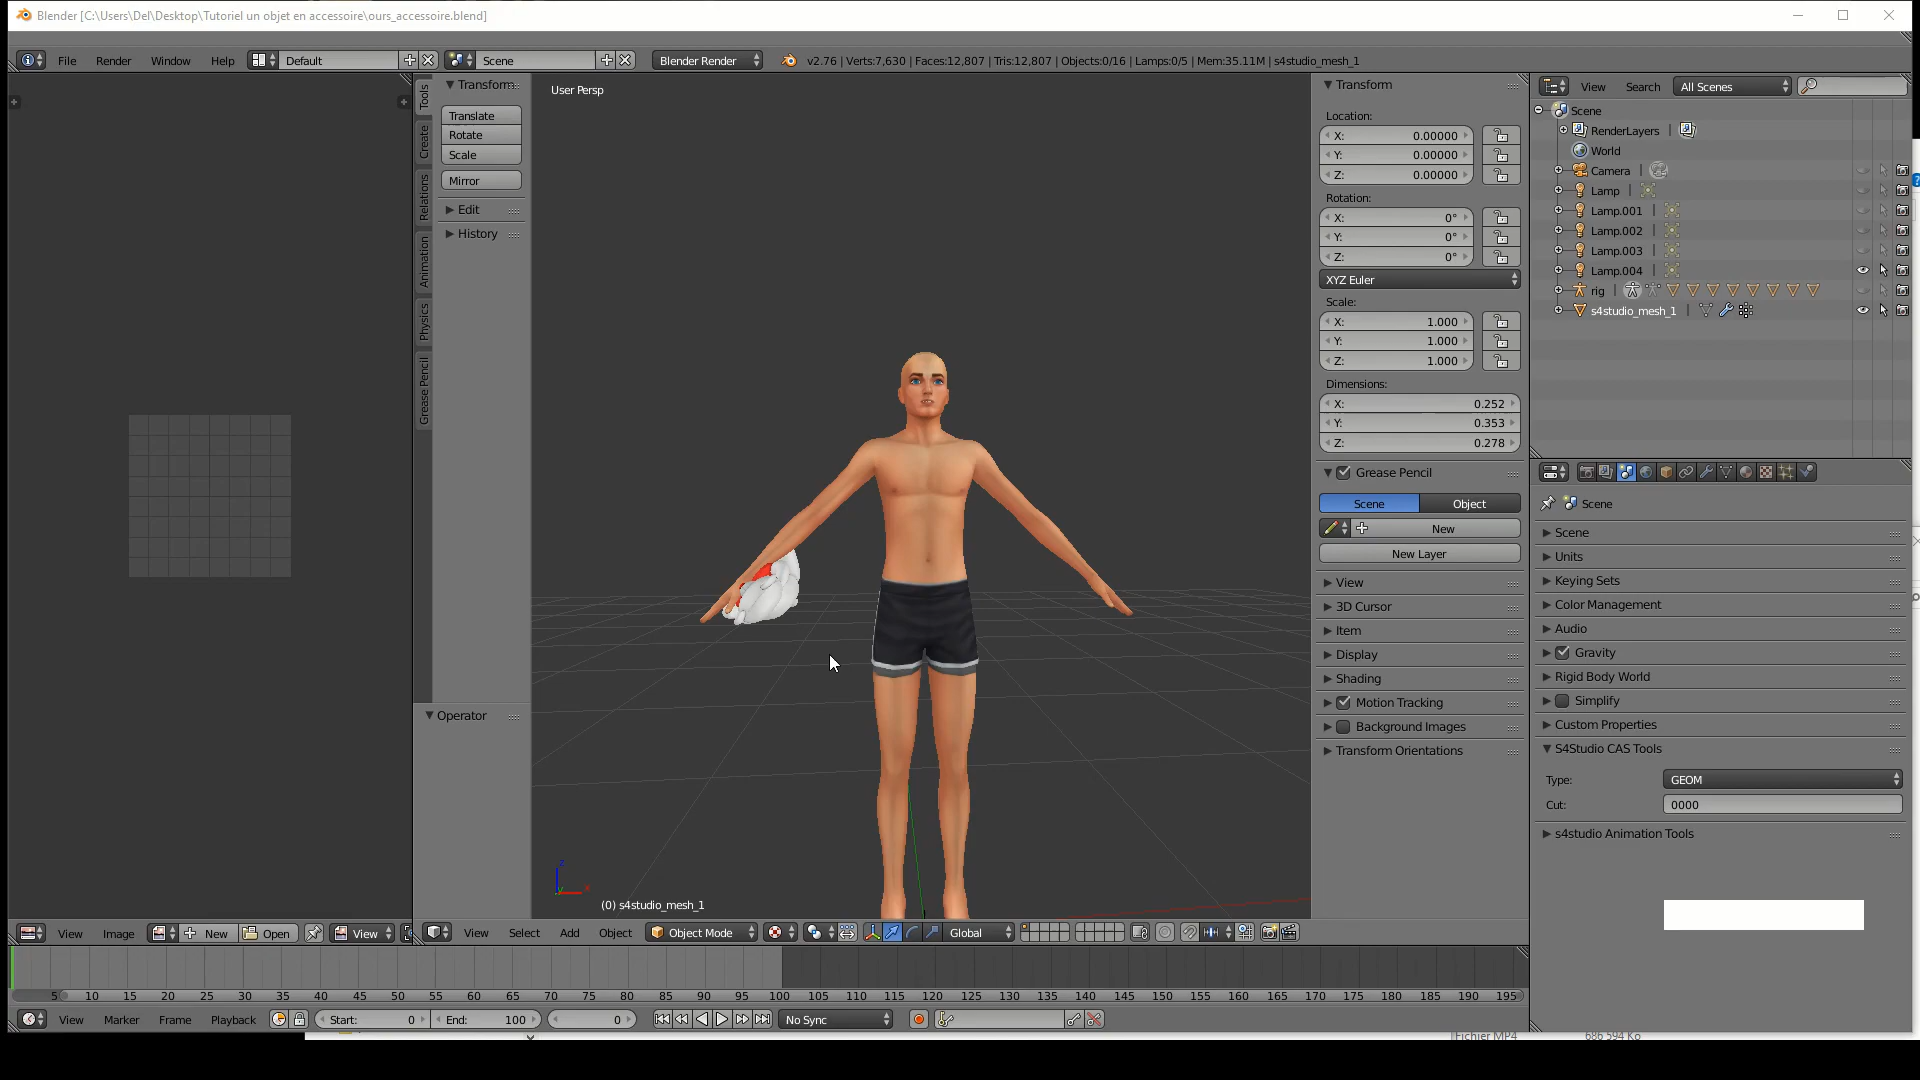 Blender [C:\Users\Del\Desktop\Tutoriel un objet en accessoire\ours_accessoire.blend]
File Render Window Help Default Scene Blender Render v2.76 | Verts:7,630 | Faces:12,807 | Tris:12,807 | Objects:0/16 | Lamps:0/5 | Mem:35.11M | s4studio_mesh_1
Tools
Create
Relations
Animation
Physics
Grease Pencil
Transform
Translate
Rotate
Scale
Mirror
Edit
History
Operator
User Persp
(0) s4studio_mesh_1
Transform
Location:
X: 0.00000
Y: 0.00000
Z: 0.00000
Rotation:
X: 0°
Y: 0°
Z: 0°
XYZ Euler
Scale:
X: 1.000
Y: 1.000
Z: 1.000
Dimensions:
X: 0.252
Y: 0.353
Z: 0.278
Grease Pencil
Scene Object
New
New Layer
View
3D Cursor
Item
Display
Shading
Motion Tracking
Background Images
Transform Orientations
View Search All Scenes
Scene
RenderLayers
World
Camera
Lamp
Lamp.001
Lamp.002
Lamp.003
Lamp.004
rig
s4studio_mesh_1
Scene
Scene
Units
Keying Sets
Color Management
Audio
Gravity
Rigid Body World
Simplify
Custom Properties
S4Studio CAS Tools
Type: GEOM
Cut: 0000
s4studio Animation Tools
View Image New Open View
View Select Add Object Object Mode Global
5 10 15 20 25 30 35 40 45 50 55 60 65 70 75 80 85 90 95 100 105 110 115 120 125 130 135 140 145 150 155 160 165 170 175 180 185 190 195
View Marker Frame Playback Start: 0 End: 100 0 No Sync
Fichier MP4 686 594 Ko